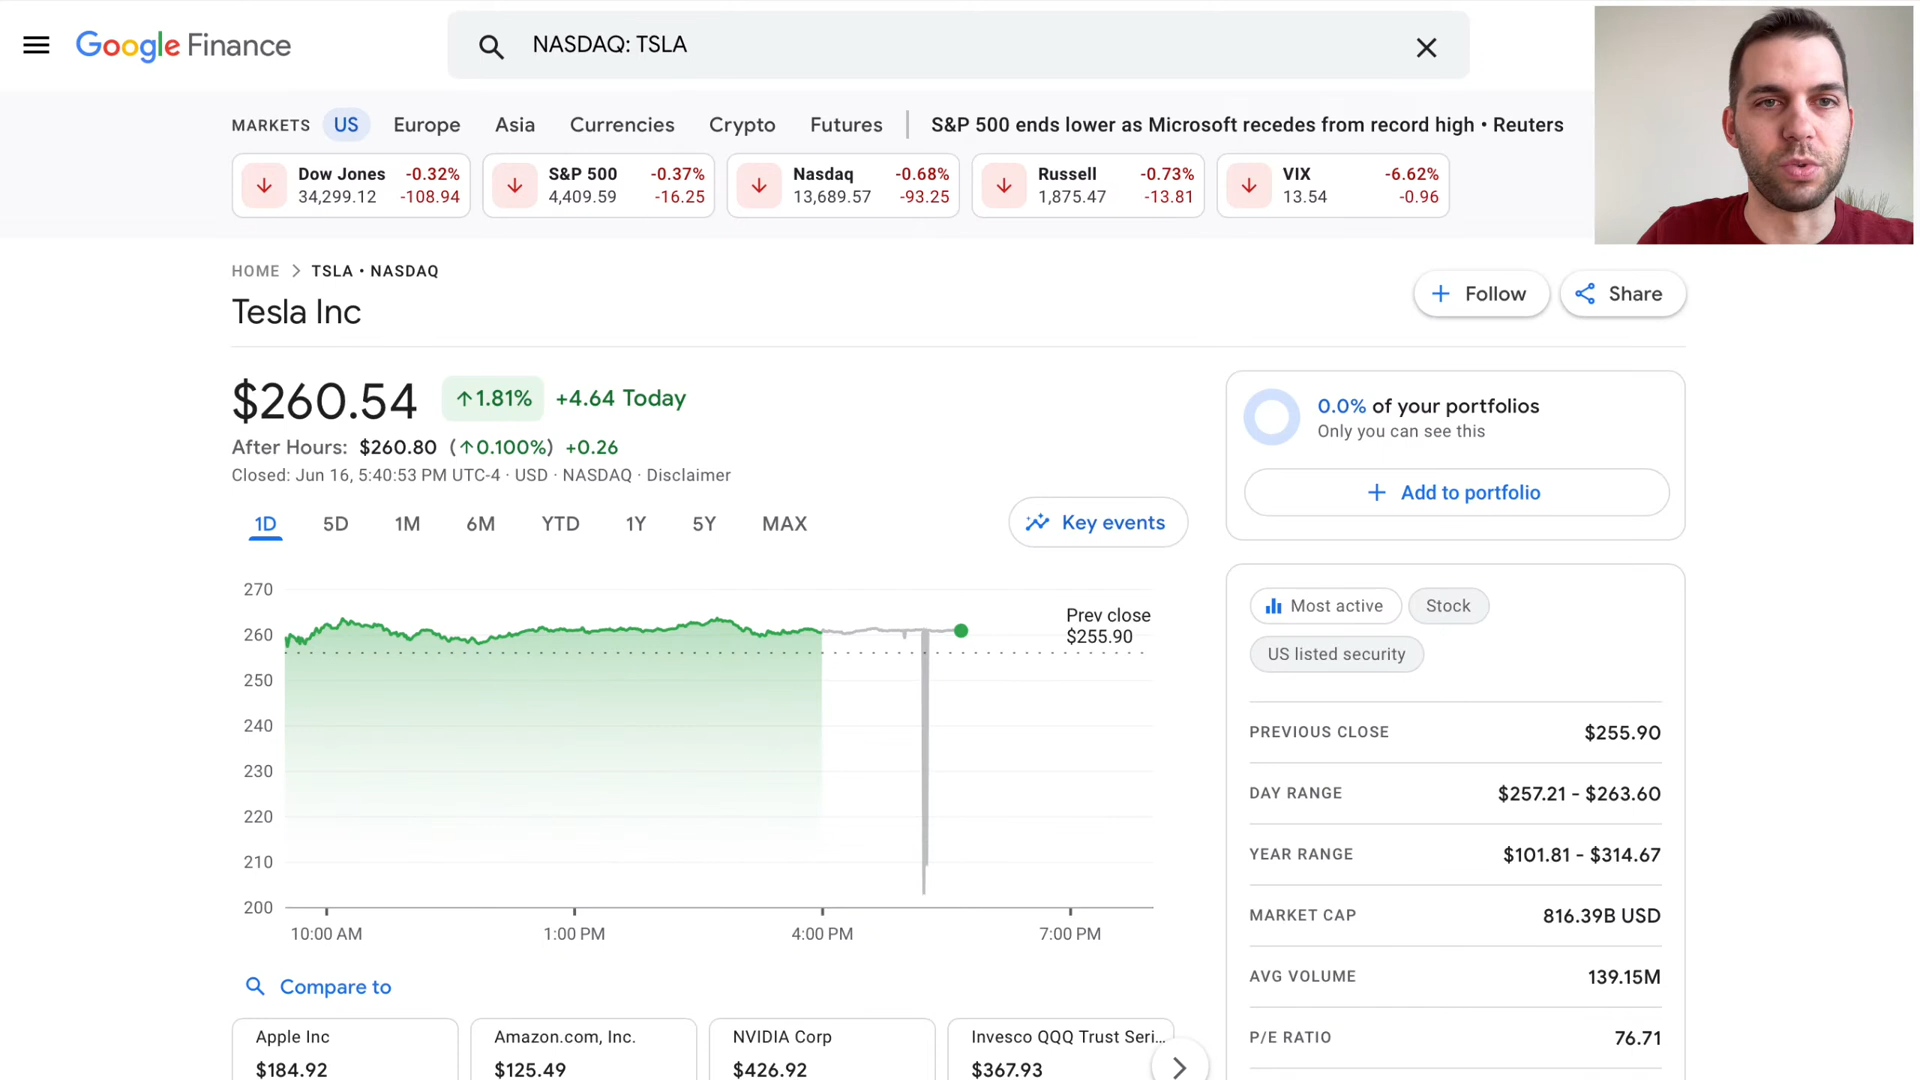 Google Finance
NASDAQ: TSLA
MARKETS US Europe Asia Currencies Crypto Futures S&P 500 ends lower as Microsoft recedes from record high • Reuters
Dow Jones -0.32%
34,299.12 -108.94
S&P 500 -0.37%
4,409.59 -16.25
Nasdaq -0.68%
13,689.57 -93.25
Russell -0.73%
1,875.47 -13.81
VIX -6.62%
13.54 -0.96
HOME > TSLA • NASDAQ
Tesla Inc
+ Follow
Share
$260.54 ↑1.81% +4.64 Today
After Hours: $260.80 (↑0.100%) +0.26
Closed: Jun 16, 5:40:53 PM UTC-4 · USD · NASDAQ · Disclaimer
1D 5D 1M 6M YTD 1Y 5Y MAX
Key events
270
260
250
240
230
220
210
200
Prev close
$255.90
10:00 AM 1:00 PM 4:00 PM 7:00 PM
Compare to
Apple Inc
$184.92
Amazon.com, Inc.
$125.49
NVIDIA Corp
$426.92
Invesco QQQ Trust Seri...
$367.93
0.0% of your portfolios
Only you can see this
+ Add to portfolio
Most active
Stock
US listed security
PREVIOUS CLOSE $255.90
DAY RANGE $257.21 - $263.60
YEAR RANGE $101.81 - $314.67
MARKET CAP 816.39B USD
AVG VOLUME 139.15M
P/E RATIO 76.71